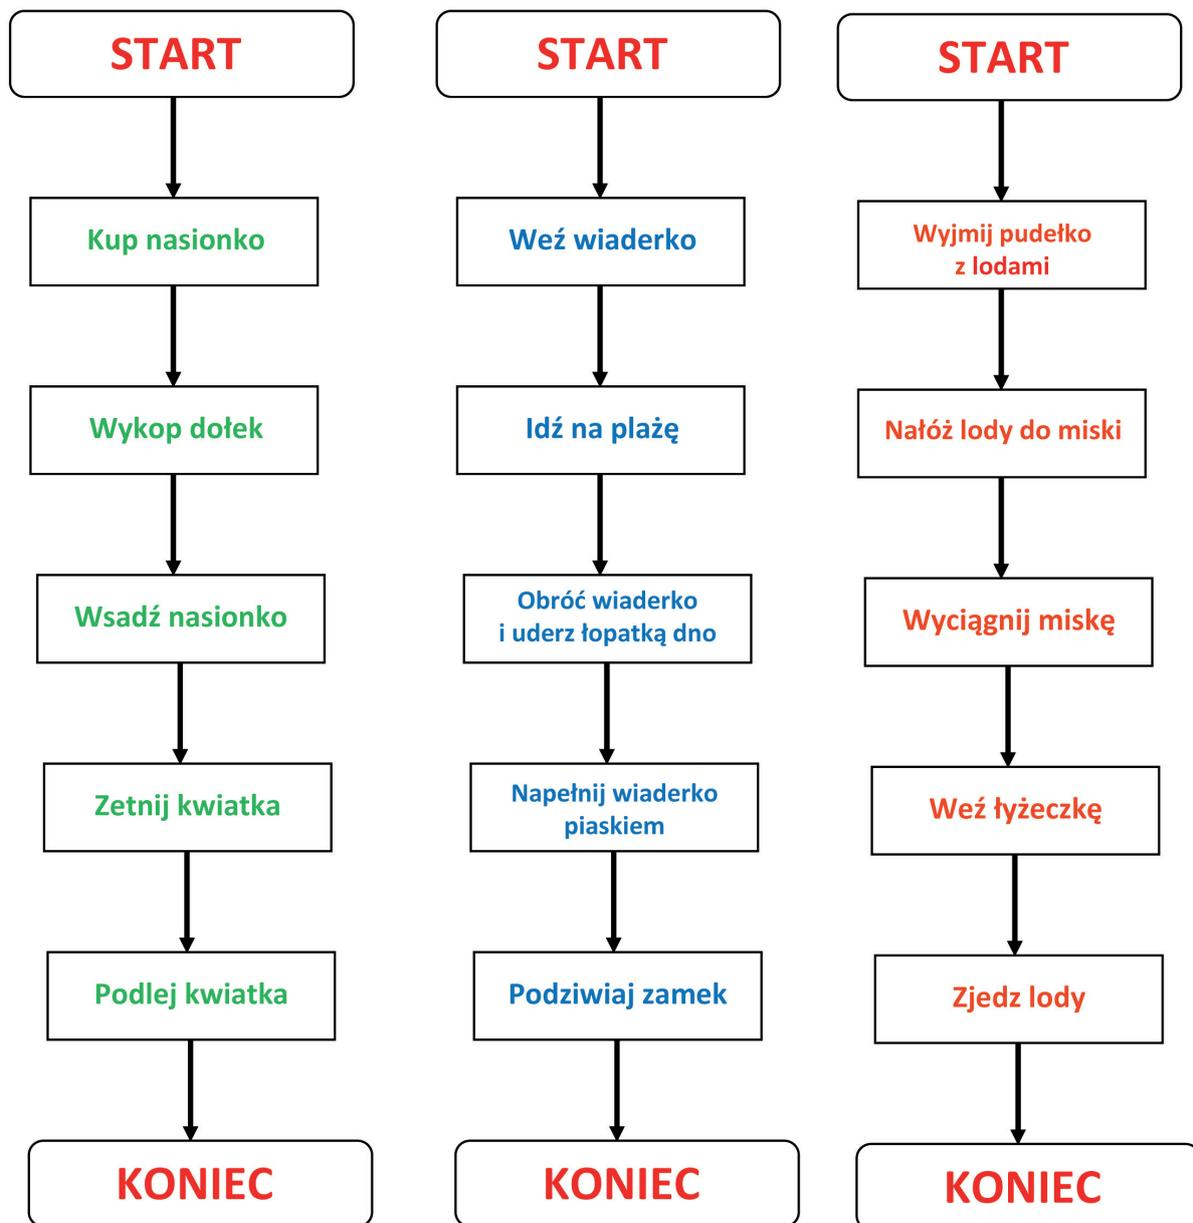 START
Kup nasionko
Wykop dołek
Wsadź nasionko
Zetnij kwiatka
Podlej kwiatka
KONIEC
START
Weź wiaderko
Idź na plażę
Obróć wiaderko
i uderz łopatką dno
Napełnij wiaderko
piaskiem
Podziwiaj zamek
KONIEC
START
Wyjmij pudełko
z lodami
Nałóż lody do miski
Wyciągnij miskę
Weź łyżeczkę
Zjedz lody
KONIEC